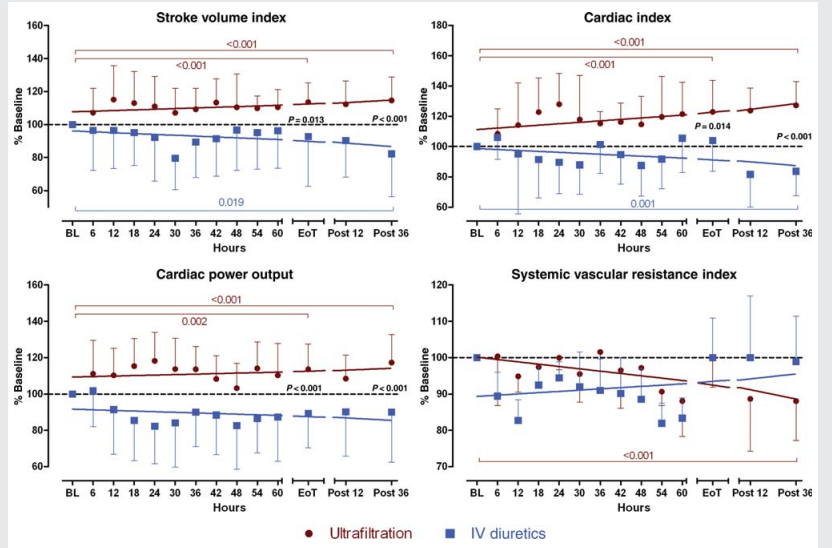 Stroke volume index
160
140
120
100
80
60
% Baseline
<0.001
<0.001
P = 0.013
P < 0.001
0.019
BL 6 12 18 24 30 36 42 48 54 60 EoT Post 12 Post 36
Hours
Cardiac index
180
160
140
120
100
80
60
% Baseline
<0.001
<0.001
P = 0.014
P < 0.001
0.001
BL 6 12 18 24 30 36 42 48 54 60 EoT Post 12 Post 36
Hours
Cardiac power output
160
140
120
100
80
60
% Baseline
<0.001
0.002
P < 0.001
P < 0.001
BL 6 12 18 24 30 36 42 48 54 60 EoT Post 12 Post 36
Hours
Systemic vascular resistance index
120
110
100
90
80
70
% Baseline
<0.001
BL 6 12 18 24 30 36 42 48 54 60 EoT Post 12 Post 36
Hours
Ultrafiltration
IV diuretics